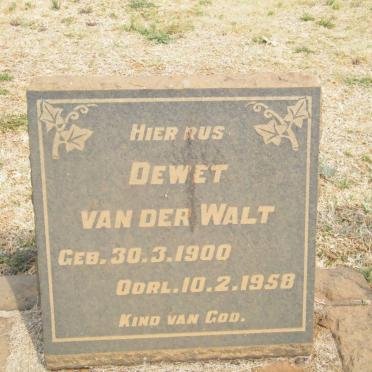 HIER RUS
DEWET
VAN DER WALT
GEB. 30.3.1900
OORL. 10.2.1958
KIND VAN GOD.